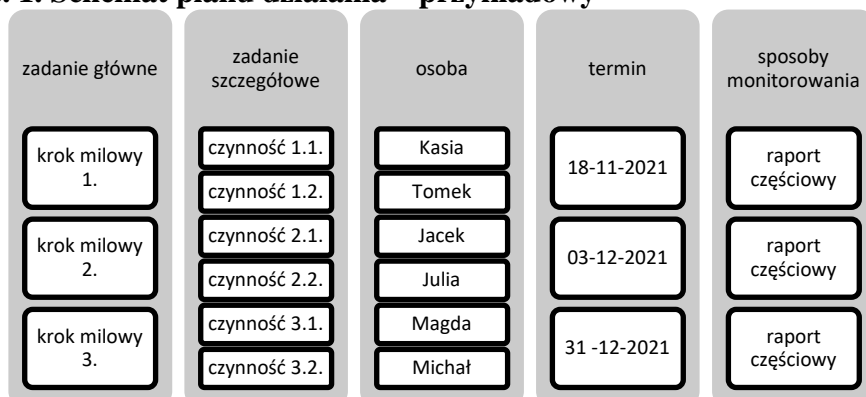 1. Schemat planu działania – przykładowy
zadanie główne
krok milowy
1.
krok milowy
2.
krok milowy
3.
zadanie
szczegółowe
czynność 1.1.
czynność 1.2.
czynność 2.1.
czynność 2.2.
czynność 3.1.
czynność 3.2.
osoba
Kasia
Tomek
Jacek
Julia
Magda
Michał
termin
18-11-2021
03-12-2021
31 -12-2021
sposoby
monitorowania
raport
częściowy
raport
częściowy
raport
częściowy